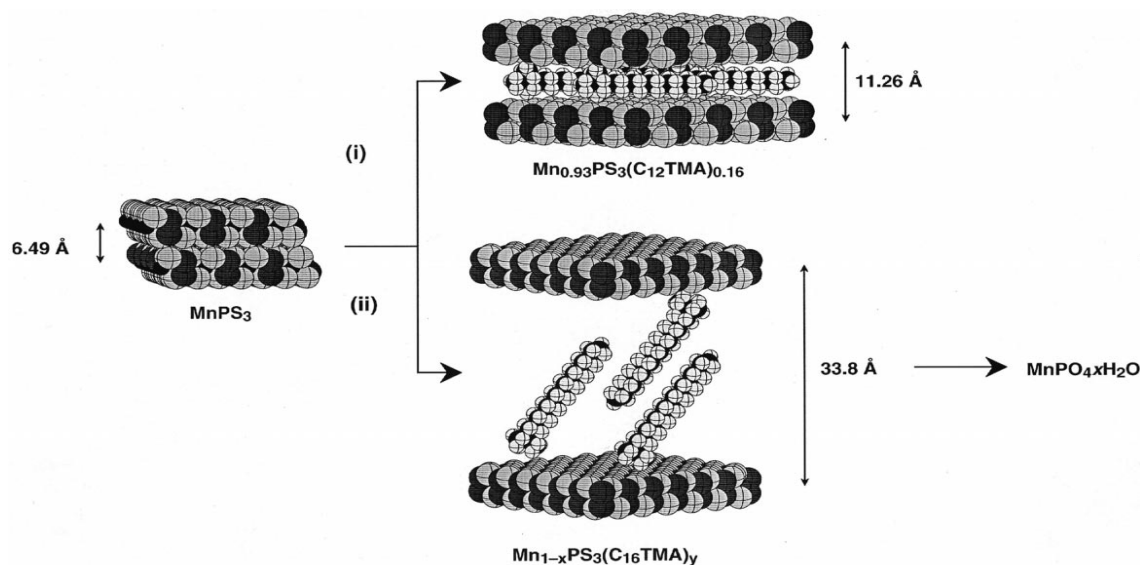 11.26 Å
(i)
Mn0.93PS3(C12TMA)0.16
6.49 Å
MnPS3
(ii)
33.8 Å
MnPO4xH2O
Mn1–xPS3(C16TMA)y